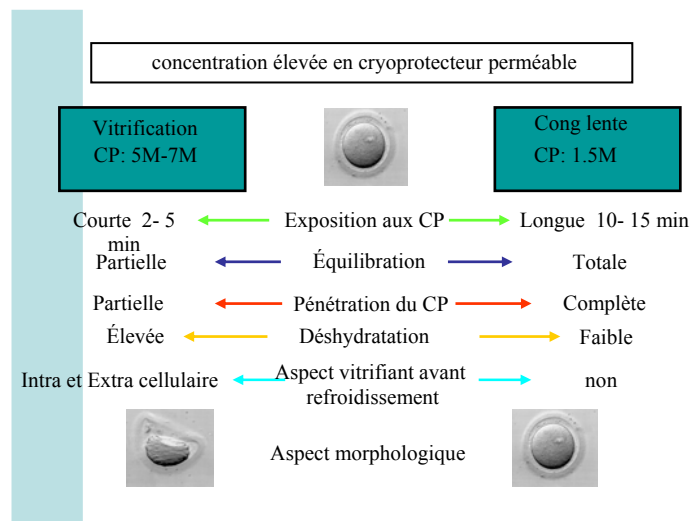 concentration élevée en cryoprotecteur perméable
Vitrification
CP: 5M-7M
Cong lente
CP: 1.5M
Courte 2- 5
min
Exposition aux CP
Longue 10- 15 min
Partielle
Équilibration
Totale
Partielle
Pénétration du CP
Complète
Élevée
Déshydratation
Faible
Intra et Extra cellulaire
Aspect vitrifiant avant
refroidissement
non
Aspect morphologique